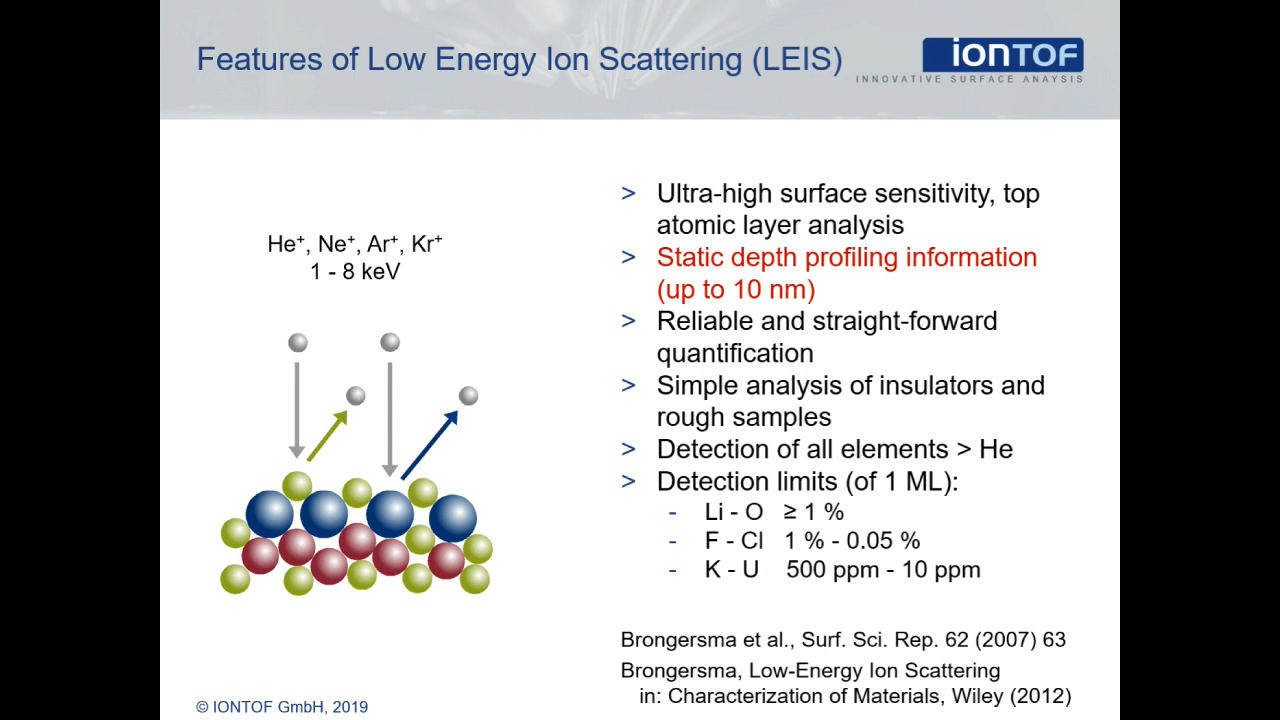 Features of Low Energy Ion Scattering (LEIS)
IONTOF
INNOVATIVE SURFACE ANAYSIS
He⁺, Ne⁺, Ar⁺, Kr⁺
1 - 8 keV
> Ultra-high surface sensitivity, top
atomic layer analysis
> Static depth profiling information
(up to 10 nm)
> Reliable and straight-forward
quantification
> Simple analysis of insulators and
rough samples
> Detection of all elements > He
> Detection limits (of 1 ML):
- Li - O ≥ 1 %
- F - Cl 1 % - 0.05 %
- K - U 500 ppm - 10 ppm
Brongersma et al., Surf. Sci. Rep. 62 (2007) 63
Brongersma, Low-Energy Ion Scattering
in: Characterization of Materials, Wiley (2012)
© IONTOF GmbH, 2019